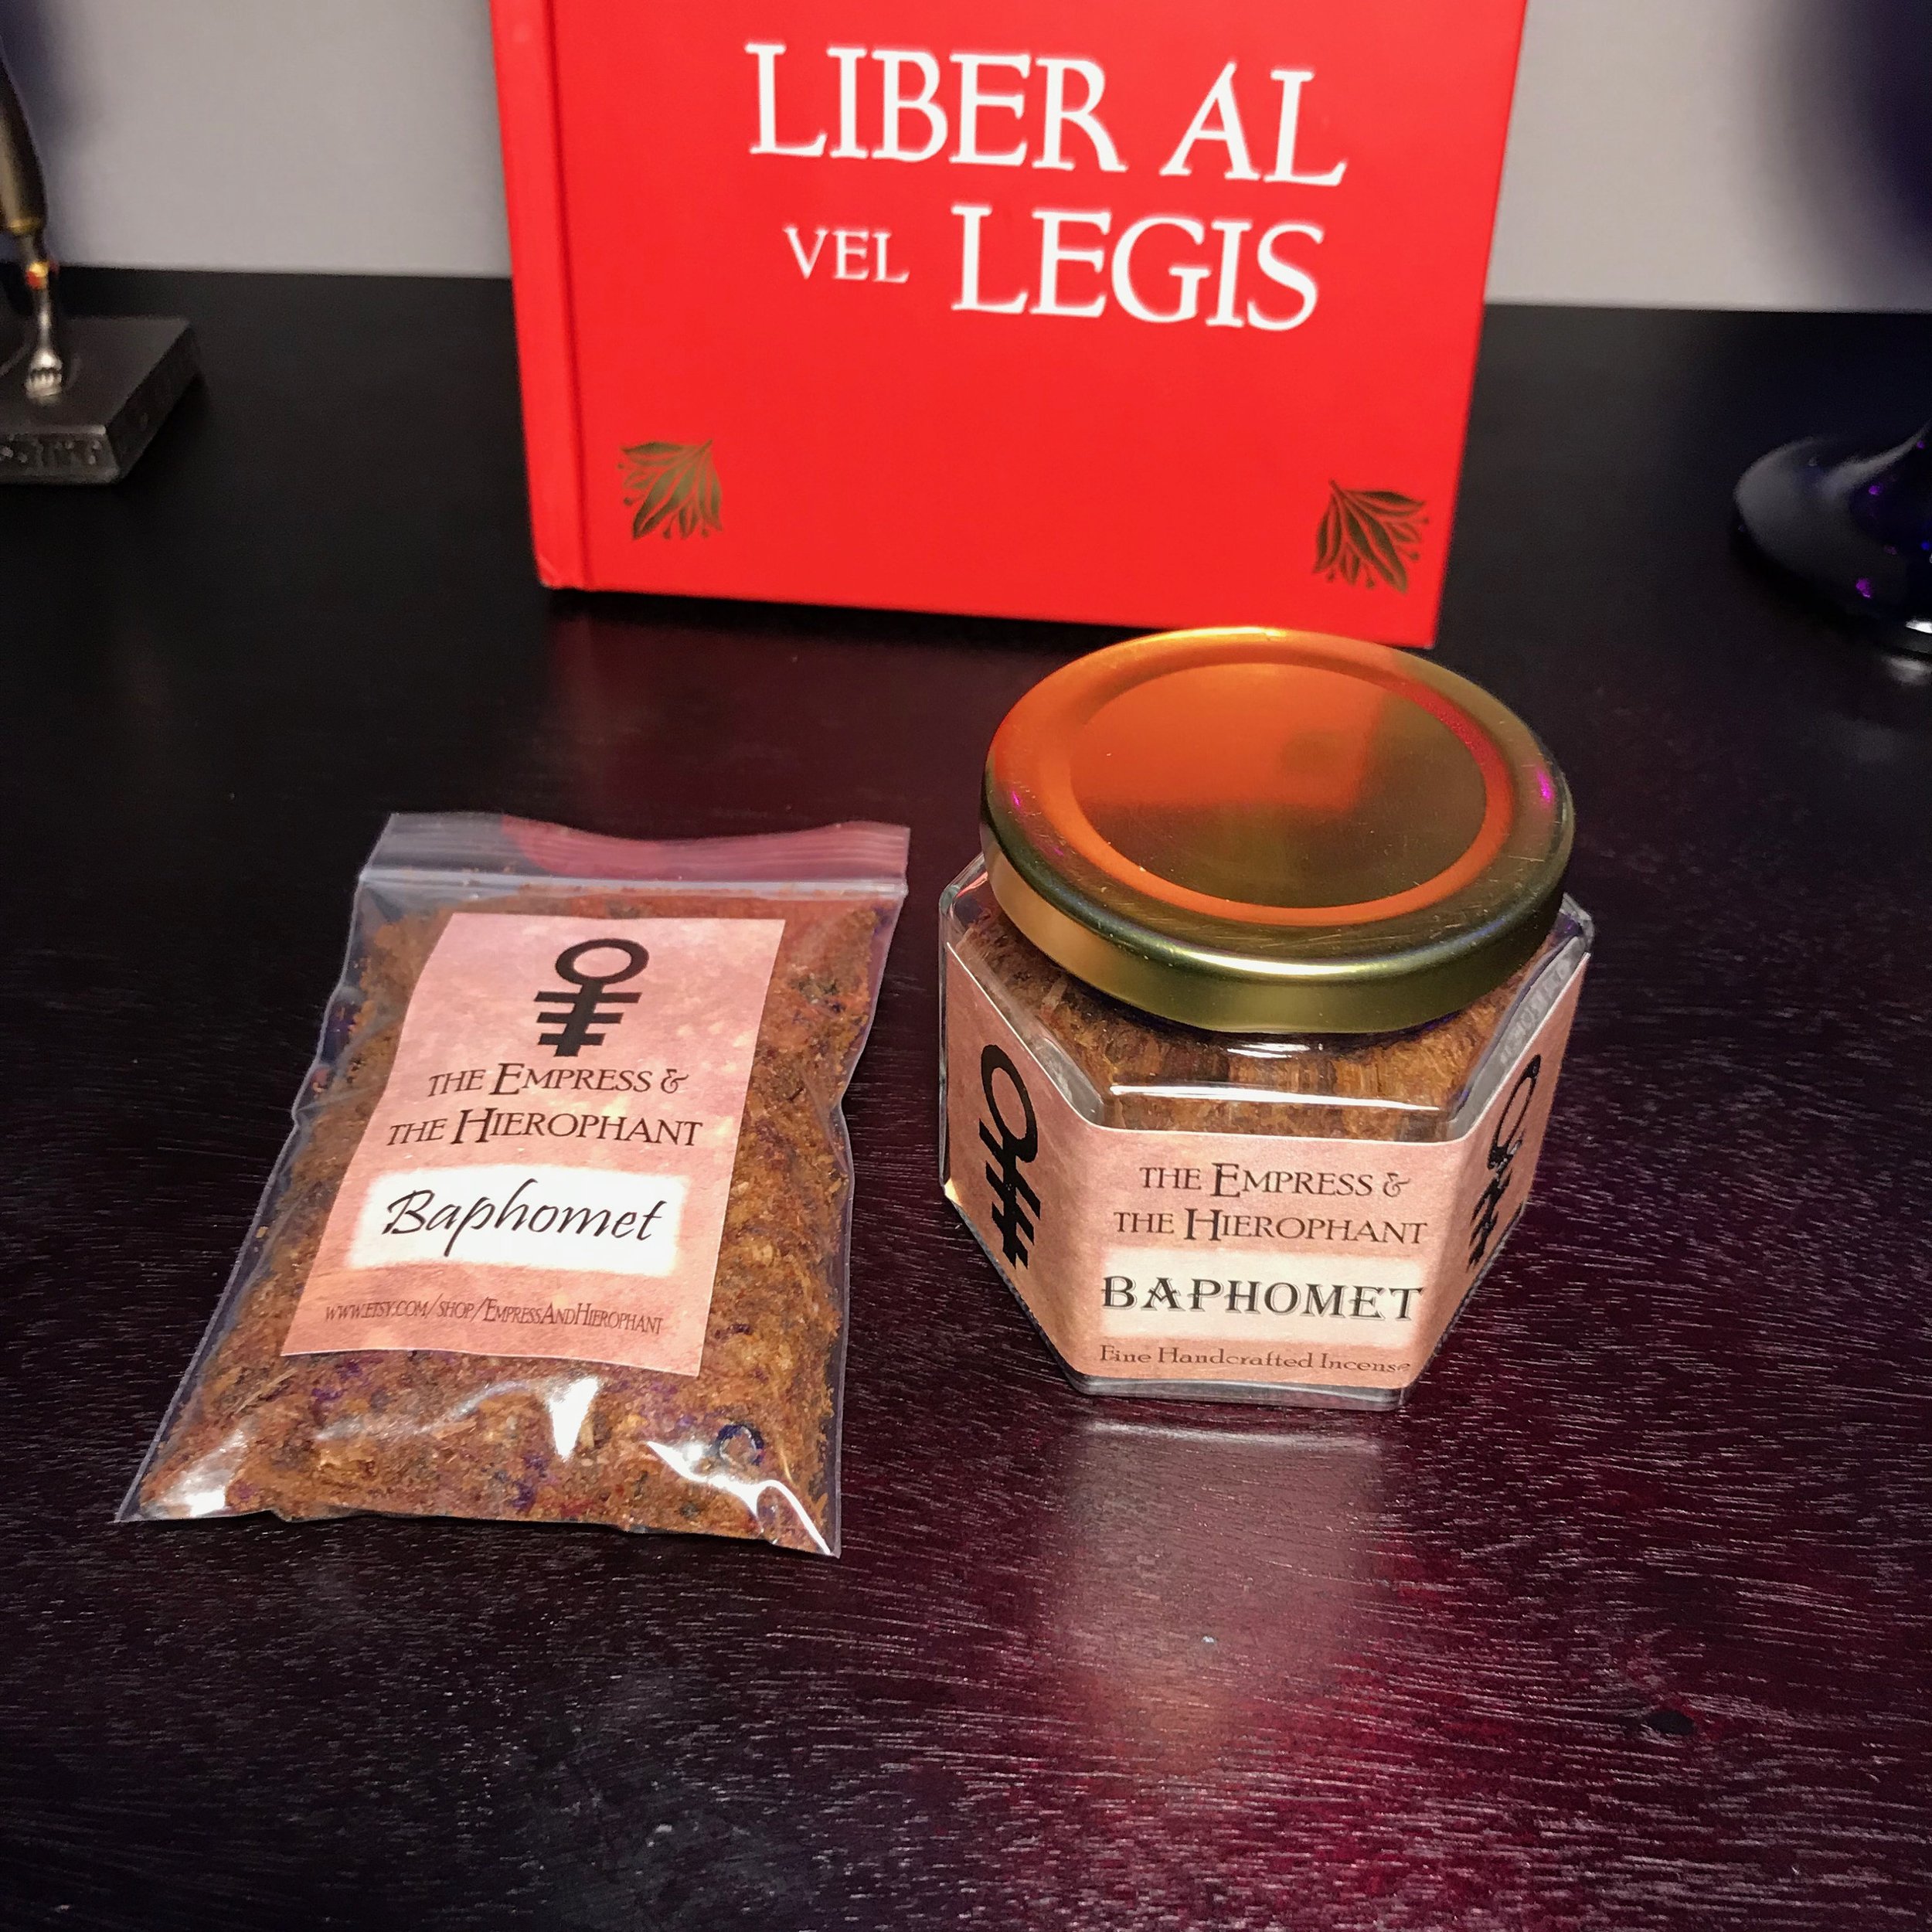 LIBER AL
VEL LEGIS
THE EMPRESS &
THE HIEROPHANT
Baphomet
WWW.ETSY.COM/SHOP/EMPRESSANDHIEROPHANT
THE EMPRESS &
THE HIEROPHANT
BAPHOMET
Fine Handcrafted Incense